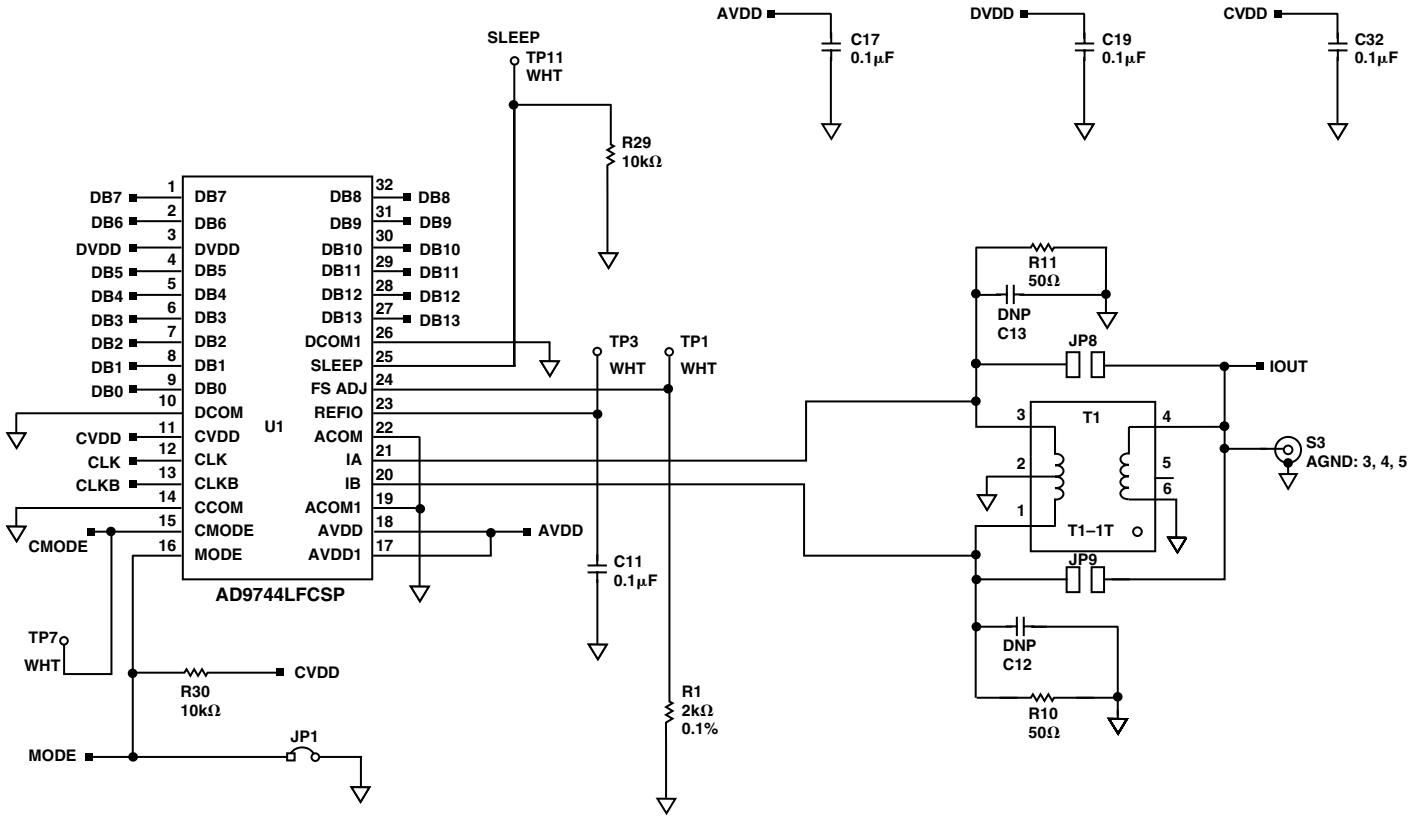 AVDD
C17
0.1µF
DVDD
C19
0.1µF
CVDD
C32
0.1µF
SLEEP
TP11
WHT
R29
10kΩ
DB7 1 DB7 DB8 32 DB8
DB6 2 DB6 DB9 31 DB9
DVDD 3 DVDD DB10 30 DB10
DB5 4 DB5 DB11 29 DB11
DB4 5 DB4 DB12 28 DB12
DB3 6 DB3 DB13 27 DB13
DB2 7 DB2 DCOM1 26
DB1 8 DB1 SLEEP 25
DB0 9 DB0 FS ADJ 24
10 DCOM REFIO 23
U1
CVDD 11 CVDD ACOM 22
CLK 12 CLK IA 21
CLKB 13 CLKB IB 20
14 CCOM ACOM1 19
CMODE 15 CMODE AVDD 18 AVDD
16 MODE AVDD1 17
AD9744LFCSP
TP3
WHT
TP1
WHT
C11
0.1µF
R1
2kΩ
0.1%
TP7
WHT
R30
10kΩ
CVDD
MODE
JP1
R11
50Ω
DNP
C13
JP8
IOUT
3 T1 4
2 5
6
1
T1–1T
S3
AGND: 3, 4, 5
JP9
DNP
C12
R10
50Ω